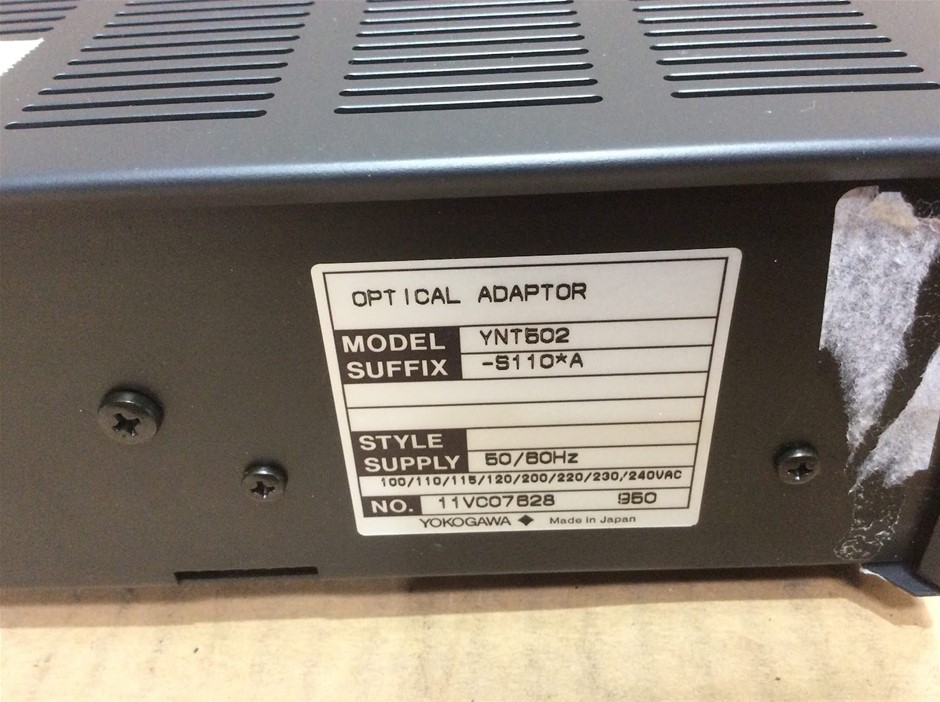 OPTICAL ADAPTOR
MODEL YNT502
SUFFIX -S110*A
STYLE
SUPPLY 50/60Hz
100/110/115/120/200/220/230/240VAC
NO. 11VC07628 950
YOKOGAWA ◆ Made in Japan